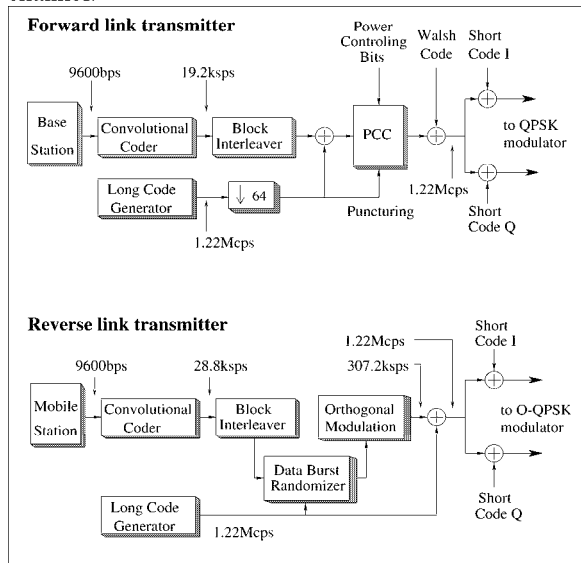 Forward link transmitter
Power
Controling
Bits
Walsh
Code
Short
Code I
9600bps
19.2ksps
Base
Station
Convolutional
Coder
Block
Interleaver
PCC
to QPSK
modulator
Long Code
Generator
↓ 64
1.22Mcps
Puncturing
1.22Mcps
Short
Code Q
Reverse link transmitter
1.22Mcps
307.2ksps
Short
Code I
9600bps
28.8ksps
Mobile
Station
Convolutional
Coder
Block
Interleaver
Orthogonal
Modulation
to O-QPSK
modulator
Data Burst
Randomizer
Long Code
Generator
1.22Mcps
Short
Code Q